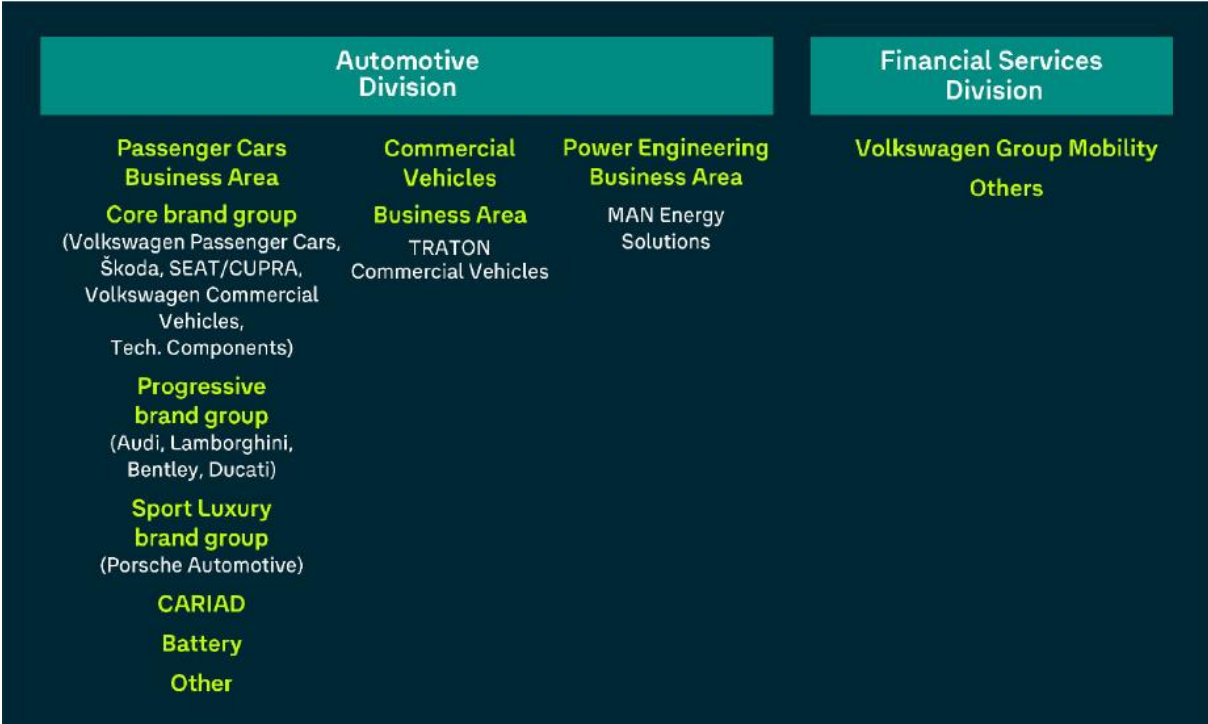 Automotive
Division
Financial Services
Division
Passenger Cars
Business Area
Core brand group
(Volkswagen Passenger Cars,
Škoda, SEAT/CUPRA,
Volkswagen Commercial
Vehicles,
Tech. Components)
Progressive
brand group
(Audi, Lamborghini,
Bentley, Ducati)
Sport Luxury
brand group
(Porsche Automotive)
CARIAD
Battery
Other
Commercial
Vehicles
Business Area
TRATON
Commercial Vehicles
Power Engineering
Business Area
MAN Energy
Solutions
Volkswagen Group Mobility
Others